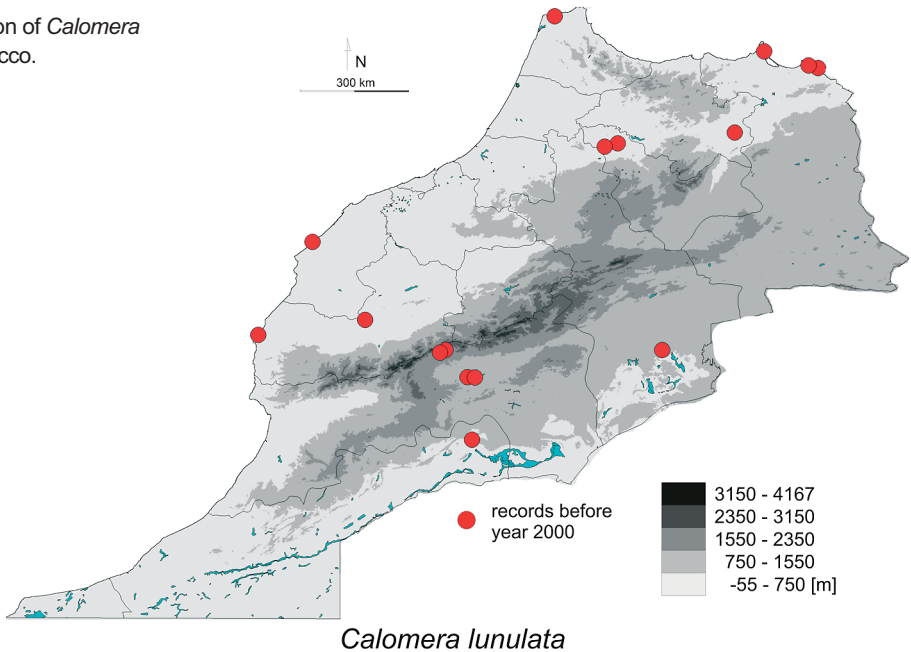 on of Calomera
cco.
N
300 km
records before
year 2000
3150 - 4167
2350 - 3150
1550 - 2350
750 - 1550
-55 - 750 [m]
Calomera lunulata